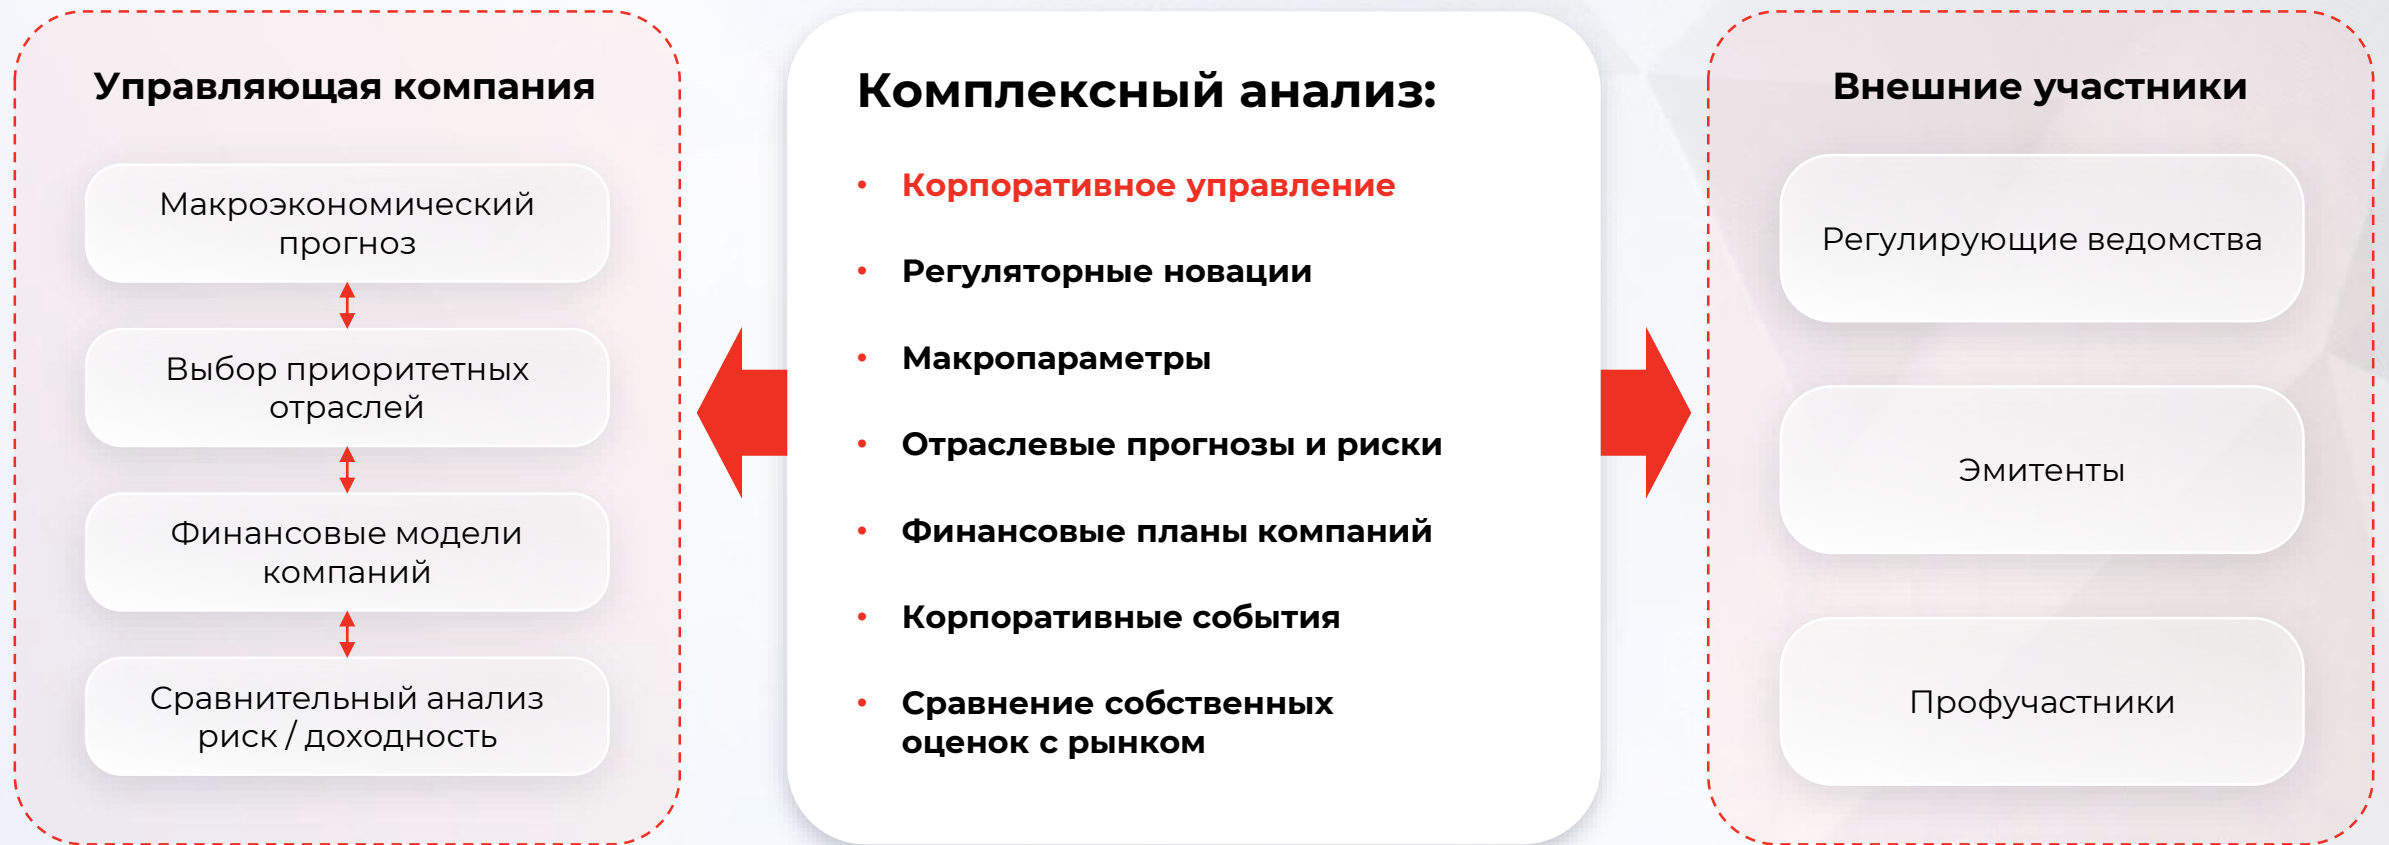 Управляющая компания
Макроэкономический
прогноз
Выбор приоритетных
отраслей
Финансовые модели
компаний
Сравнительный анализ
риск / доходность
Комплексный анализ:
• Корпоративное управление
• Регуляторные новации
• Макропараметры
• Отраслевые прогнозы и риски
• Финансовые планы компаний
• Корпоративные события
• Сравнение собственных
оценок с рынком
Внешние участники
Регулирующие ведомства
Эмитенты
Профучастники